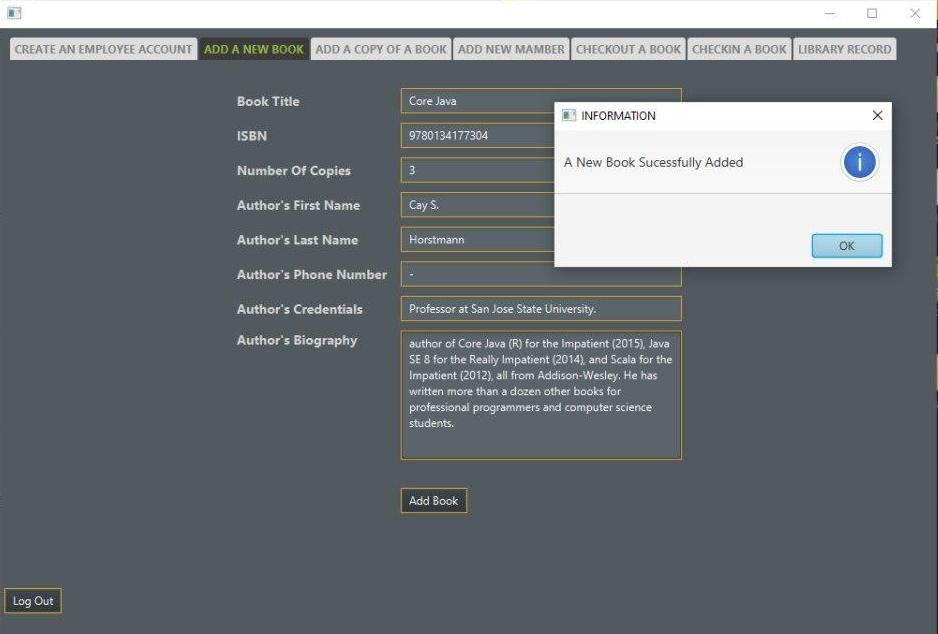 CREATE AN EMPLOYEE ACCOUNT ADD A NEW BOOK ADD A COPY OF A BOOK ADD NEW MAMBER CHECKOUT A BOOK CHECKIN A BOOK LIBRARY RECORD
Book Title Core Java
ISBN 9780134177304
Number Of Copies 3
Author's First Name Cay S.
Author's Last Name Horstmann
Author's Phone Number -
Author's Credentials Professor at San Jose State University.
Author's Biography
author of Core Java (R) for the Impatient (2015), Java
SE 8 for the Really Impatient (2014), and Scala for the
Impatient (2012), all from Addison-Wesley. He has
written more than a dozen other books for
professional programmers and computer science
students.
Add Book
Log Out
INFORMATION
A New Book Sucessfully Added
i
OK